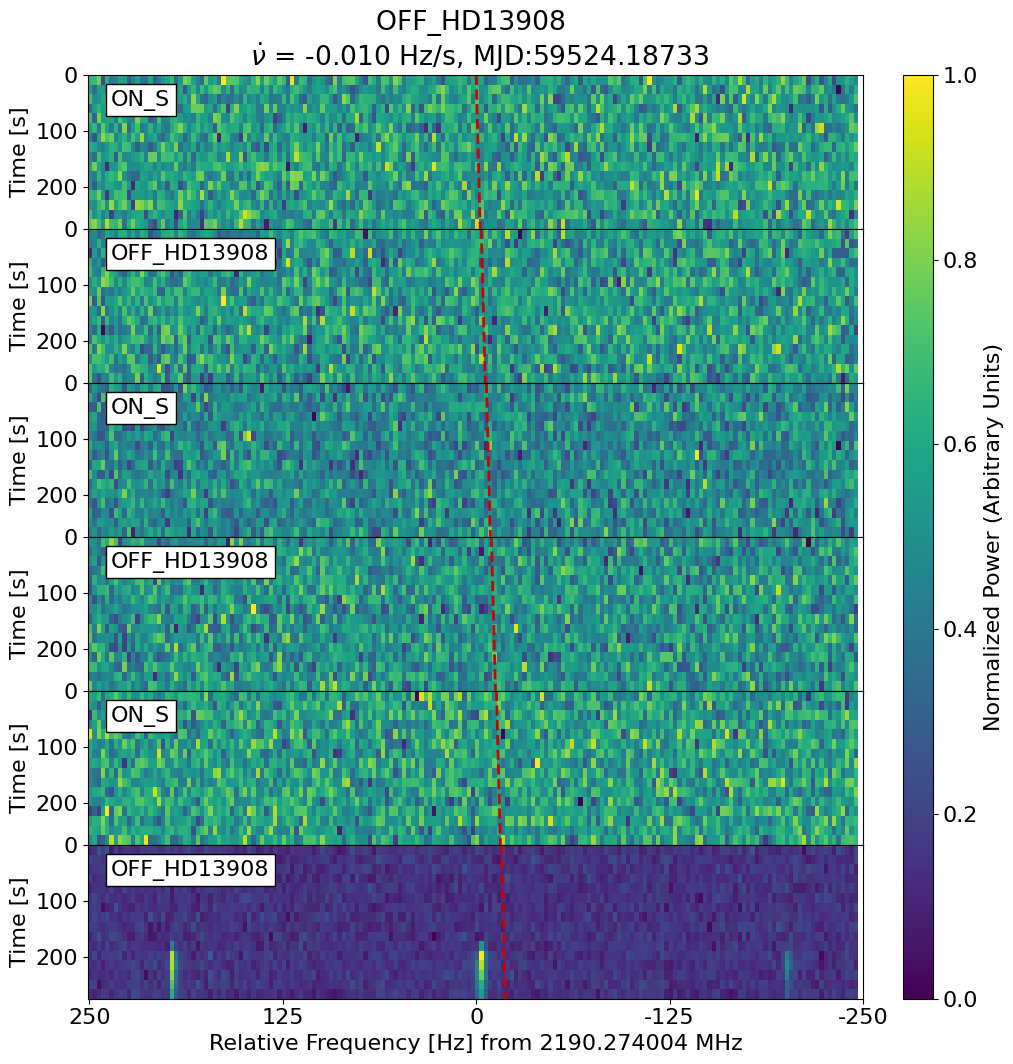 OFF_HD13908
ν̇ = -0.010 Hz/s, MJD:59524.18733
0
ON_S
100
200
Time [s]
0
OFF_HD13908
100
200
Time [s]
0
ON_S
100
200
Time [s]
0
OFF_HD13908
100
200
Time [s]
0
ON_S
100
200
Time [s]
0
OFF_HD13908
100
200
Time [s]
250 125 0 -125 -250
Relative Frequency [Hz] from 2190.274004 MHz
1.0
0.8
0.6
0.4
0.2
0.0
Normalized Power (Arbitrary Units)